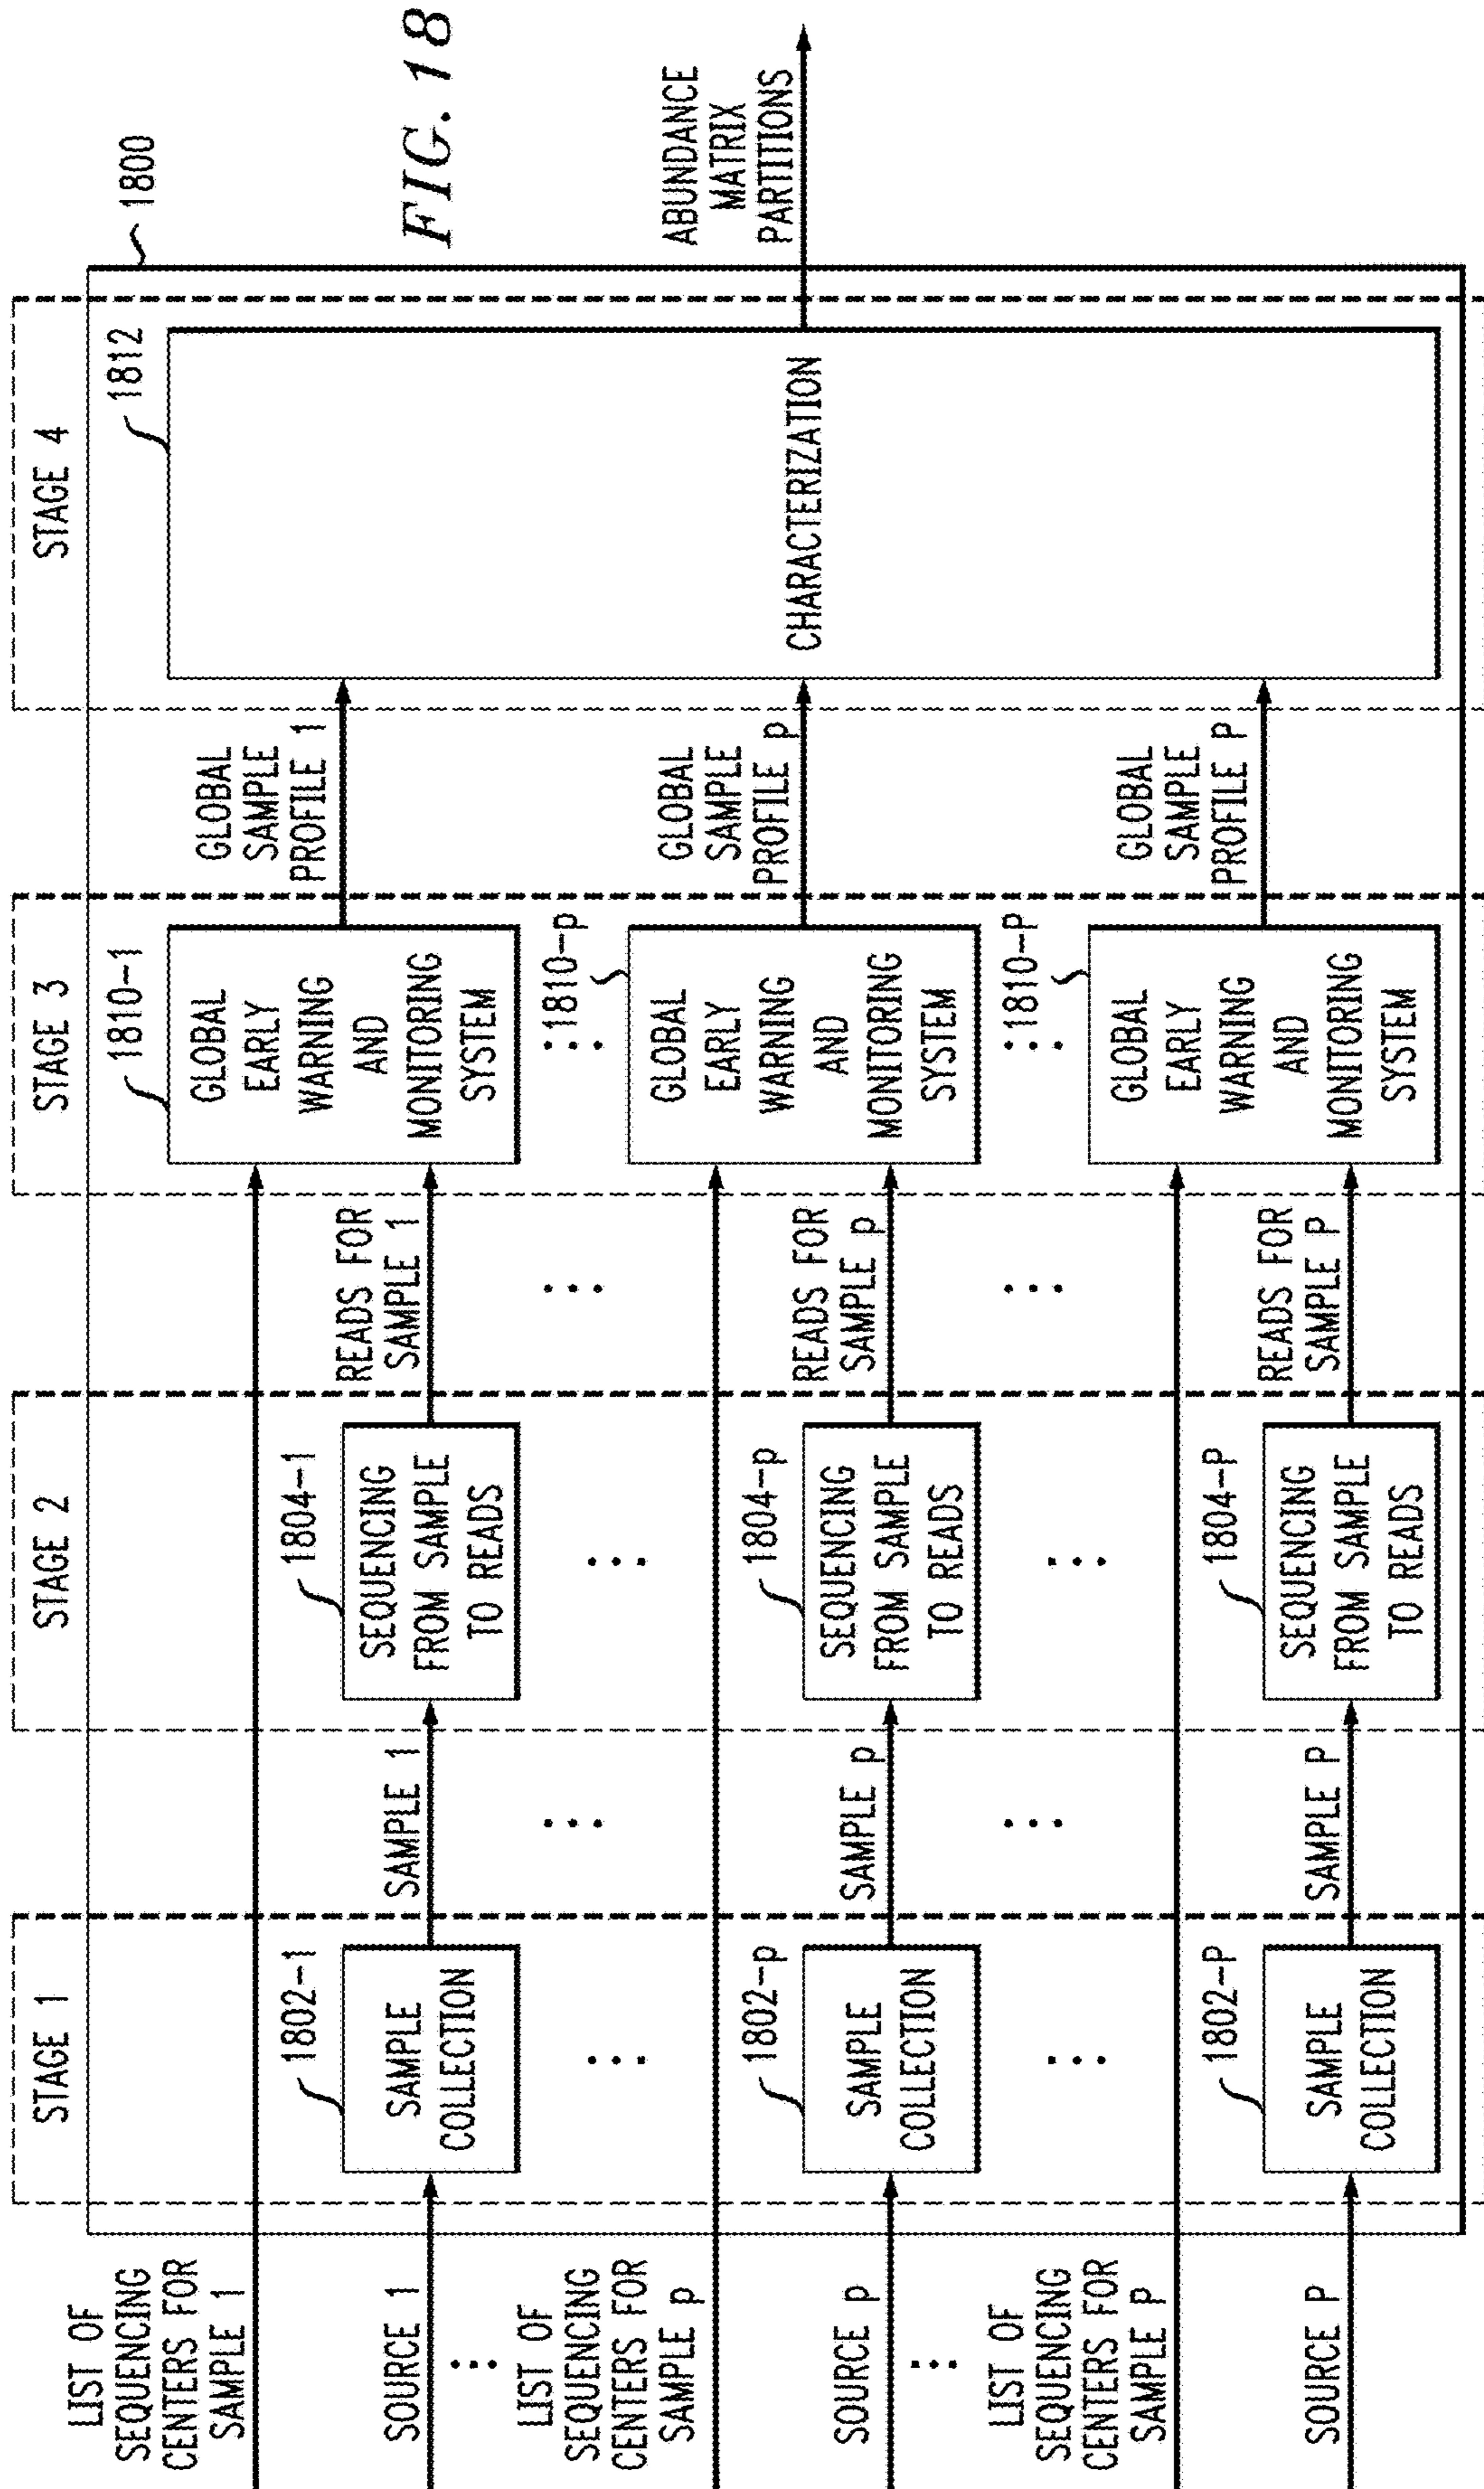 STAGE 1
STAGE 2
STAGE 3
STAGE 4
1800
FIG. 18
LIST OF
SEQUENCING
CENTERS FOR
SAMPLE 1
SOURCE 1
1802-1
SAMPLE
COLLECTION
SAMPLE 1
1804-1
SEQUENCING
FROM SAMPLE
TO READS
READS FOR
SAMPLE 1
1810-1
GLOBAL
EARLY
WARNING
AND
MONITORING
SYSTEM
GLOBAL
SAMPLE
PROFILE 1
1812
CHARACTERIZATION
ABUNDANCE
MATRIX
PARTITIONS
LIST OF
SEQUENCING
CENTERS FOR
SAMPLE p
SOURCE p
1802-p
SAMPLE
COLLECTION
SAMPLE p
1804-p
SEQUENCING
FROM SAMPLE
TO READS
READS FOR
SAMPLE p
1810-p
GLOBAL
EARLY
WARNING
AND
MONITORING
SYSTEM
GLOBAL
SAMPLE
PROFILE p
LIST OF
SEQUENCING
CENTERS FOR
SAMPLE p
SOURCE P
1802-P
SAMPLE
COLLECTION
SAMPLE P
1804-P
SEQUENCING
FROM SAMPLE
TO READS
READS FOR
SAMPLE P
1810-P
GLOBAL
EARLY
WARNING
AND
MONITORING
SYSTEM
GLOBAL
SAMPLE
PROFILE P